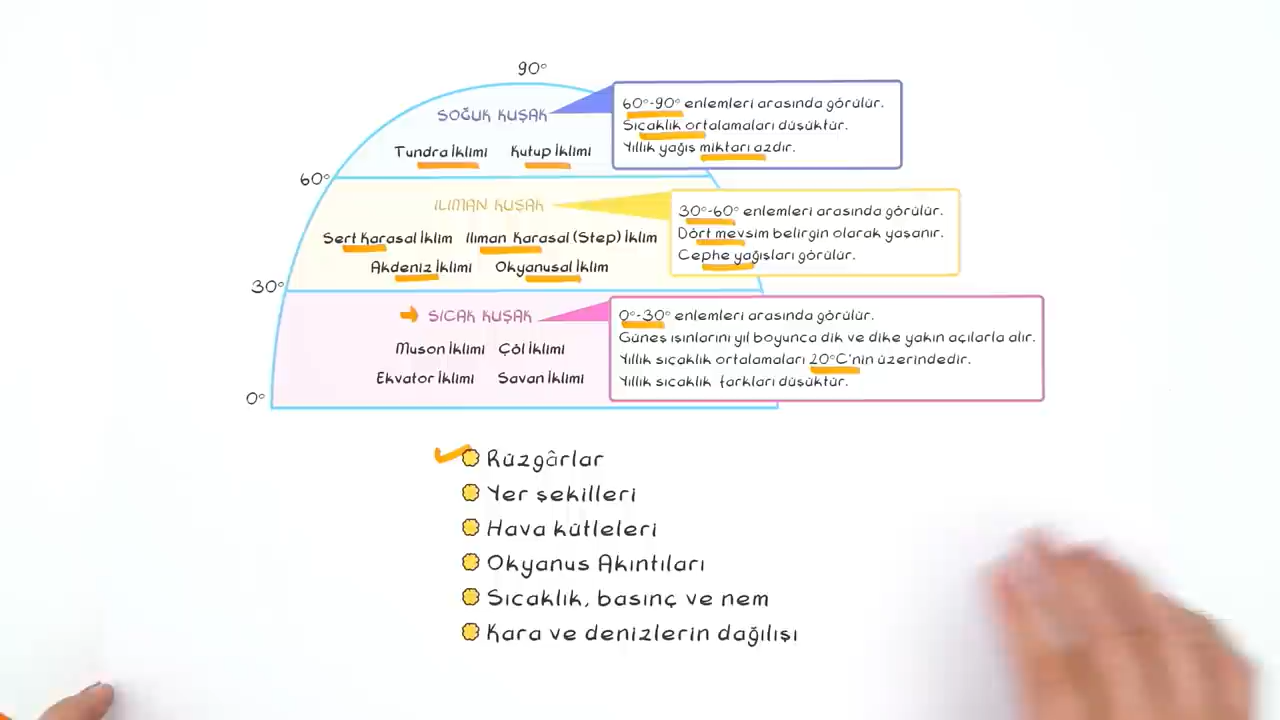 90°
SOĞUK KUŞAK
60°-90° enlemleri arasında görülür.
Sıcaklık ortalamaları düşüktür.
Yıllık yağış miktarı azdır.
Tundra İklimi Kutup İklimi
60°
ILIMAN KUŞAK
30°-60° enlemleri arasında görülür.
Dört mevsim belirgin olarak yaşanır.
Cephe yağışları görülür.
Sert Karasal İklim Ilıman Karasal (Step) İklim
Akdeniz İklimi Okyanusal İklim
30°
SICAK KUŞAK
0°-30° enlemleri arasında görülür.
Güneş ışınlarını yıl boyunca dik ve dike yakın açılarla alır.
Yıllık sıcaklık ortalamaları 20°C'nin üzerindedir.
Yıllık sıcaklık farkları düşüktür.
Muson İklimi Çöl İklimi
Ekvator İklimi Savan İklimi
0°
Rüzgârlar
Yer şekilleri
Hava kütleleri
Okyanus Akıntıları
Sıcaklık, basınç ve nem
Kara ve denizlerin dağılışı